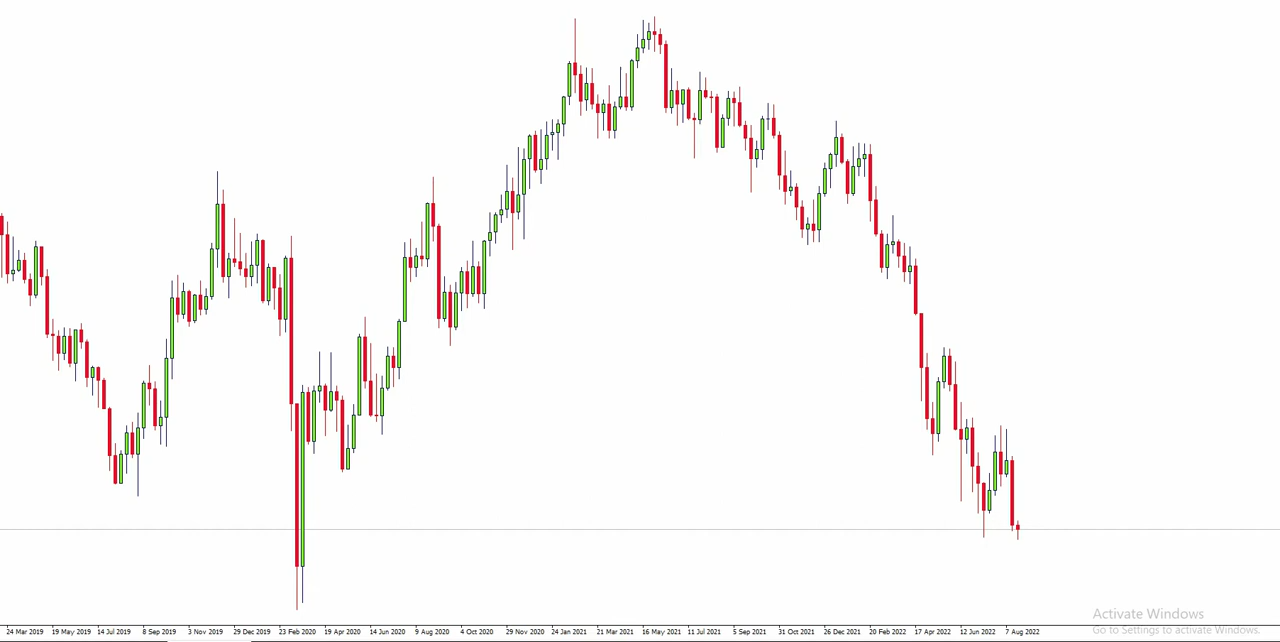 Activate Windows
Go to Settings to activate Windows.
24 Mar 2019 19 May 2019 14 Jul 2019 8 Sep 2019 3 Nov 2019 29 Dec 2019 23 Feb 2020 19 Apr 2020 14 Jun 2020 9 Aug 2020 4 Oct 2020 29 Nov 2020 24 Jan 2021 21 Mar 2021 16 May 2021 11 Jul 2021 5 Sep 2021 31 Oct 2021 26 Dec 2021 20 Feb 2022 17 Apr 2022 12 Jun 2022 7 Aug 2022